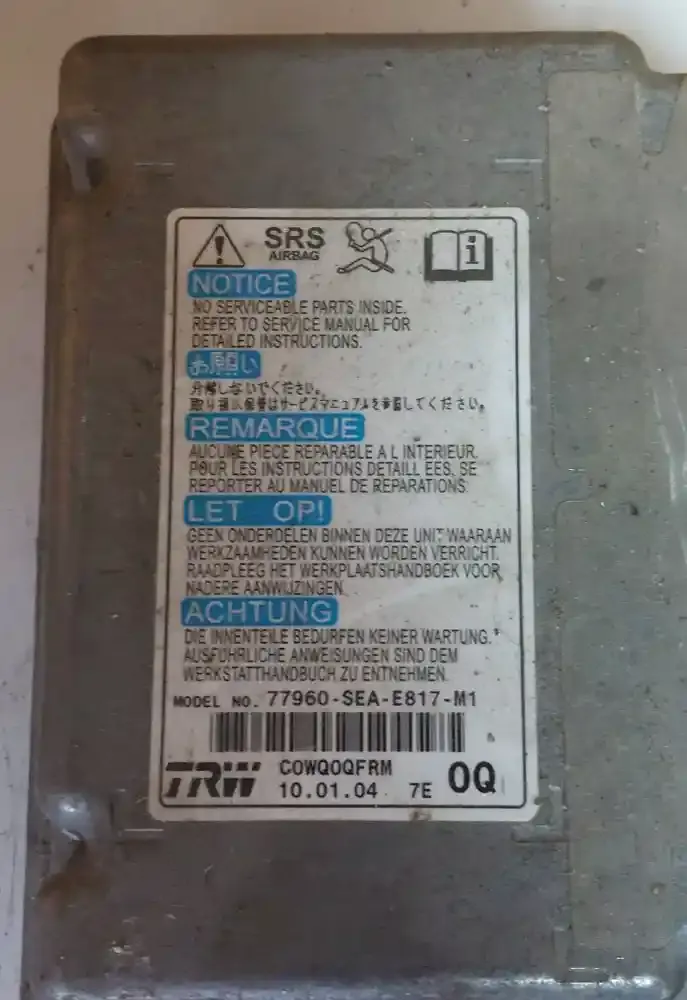 SRS
AIRBAG
i
NOTICE
NO SERVICEABLE PARTS INSIDE.
REFER TO SERVICE MANUAL FOR
DETAILED INSTRUCTIONS.
お願い
分解しないでください。
取り扱い保管はサービスマニュアルを参照してください。
REMARQUE
AUCUNE PIECE REPARABLE A L INTERIEUR.
POUR LES INSTRUCTIONS DETAILL EES, SE
REPORTER AU MANUEL DE REPARATIONS.
LET OP!
GEEN ONDERDELEN BINNEN DEZE UNIT WAARAAN
WERKZAAMHEDEN KUNNEN WORDEN VERRICHT.
RAADPLEEG HET WERKPLAATSHANDBOEK VOOR
NADERE AANWIJZINGEN.
ACHTUNG
DIE INNENTEILE BEDURFEN KEINER WARTUNG.
AUSFÜHRLICHE ANWEISUNGEN SIND DEM
WERKSTATTHANDBUCH ZU ENTNEHMEN.
MODEL NO. 77960-SEA-E817-M1
TRW COWQ0QFRM
10.01.04 7E 0Q